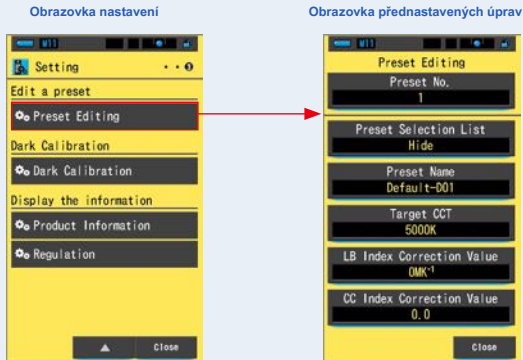 Obrazovka nastavení
M11
Setting
Edit a preset
Preset Editing
Dark Calibration
Dark Calibration
Display the information
Product Information
Regulation
Close
Obrazovka přednastavených úprav
M11
Preset Editing
Preset No.
1
Preset Selection List
Hide
Preset Name
Default-D01
Target CCT
5000K
LB Index Correction Value
0MK⁻¹
CC Index Correction Value
0.0
Close